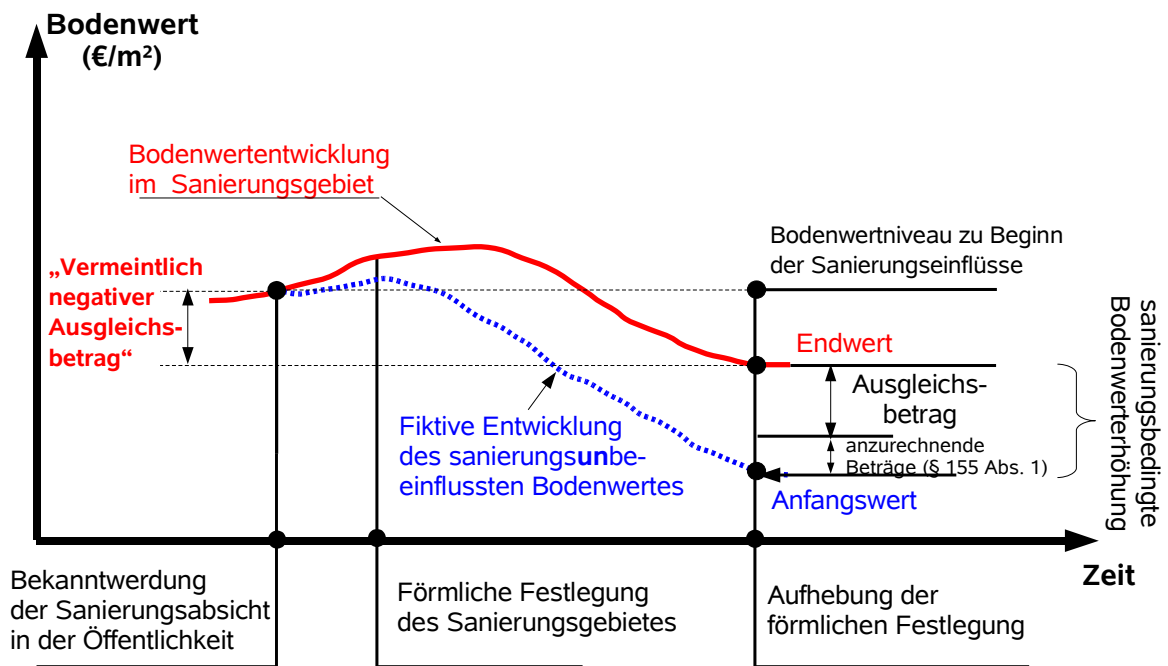 Bodenwert
(€/m²)
Bodenwertentwicklung
im Sanierungsgebiet
„Vermeintlich
negativer
Ausgleichs-
betrag“
Bodenwertniveau zu Beginn
der Sanierungseinflüsse
Endwert
Ausgleichs-
betrag
anzurechnende
Beträge (§ 155 Abs. 1)
Anfangswert
sanierungsbedingte
Bodenwerterhöhung
Fiktive Entwicklung
des sanierungsunbe-
einflussten Bodenwertes
Zeit
Bekanntwerdung
der Sanierungsabsicht
in der Öffentlichkeit
Förmliche Festlegung
des Sanierungsgebietes
Aufhebung der
förmlichen Festlegung